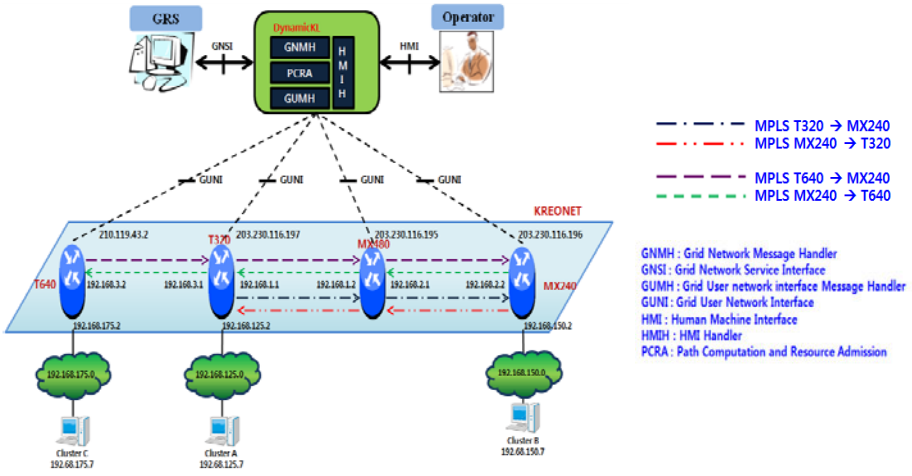 GRS
Operator
DynamicKL
GNSI
GNMH
PCRA
GUMH
H
M
I
H
HMI
MPLS T320 → MX240
MPLS MX240 → T320
MPLS T640 → MX240
MPLS MX240 → T640
GUNI
GUNI
GUNI
GUNI
KREONET
210.119.43.2
T320
203.230.116.197
203.230.116.195
MX480
203.230.116.196
T640
192.168.3.2
192.168.3.1
192.168.1.1
192.168.1.2
192.168.2.1
192.168.2.2
MX240
192.168.175.2
192.168.125.2
192.168.150.2
192.168.175.0
192.168.125.0
192.168.150.0
Cluster C
192.68.175.7
Cluster A
192.68.125.7
Cluster B
192.68.150.7
GNMH : Grid Network Message Handler
GNSI : Grid Network Service Interface
GUMH : Grid User network interface Message Handler
GUNI : Grid User Network Interface
HMI : Human Machine Interface
HMIH : HMI Handler
PCRA : Path Computation and Resource Admission